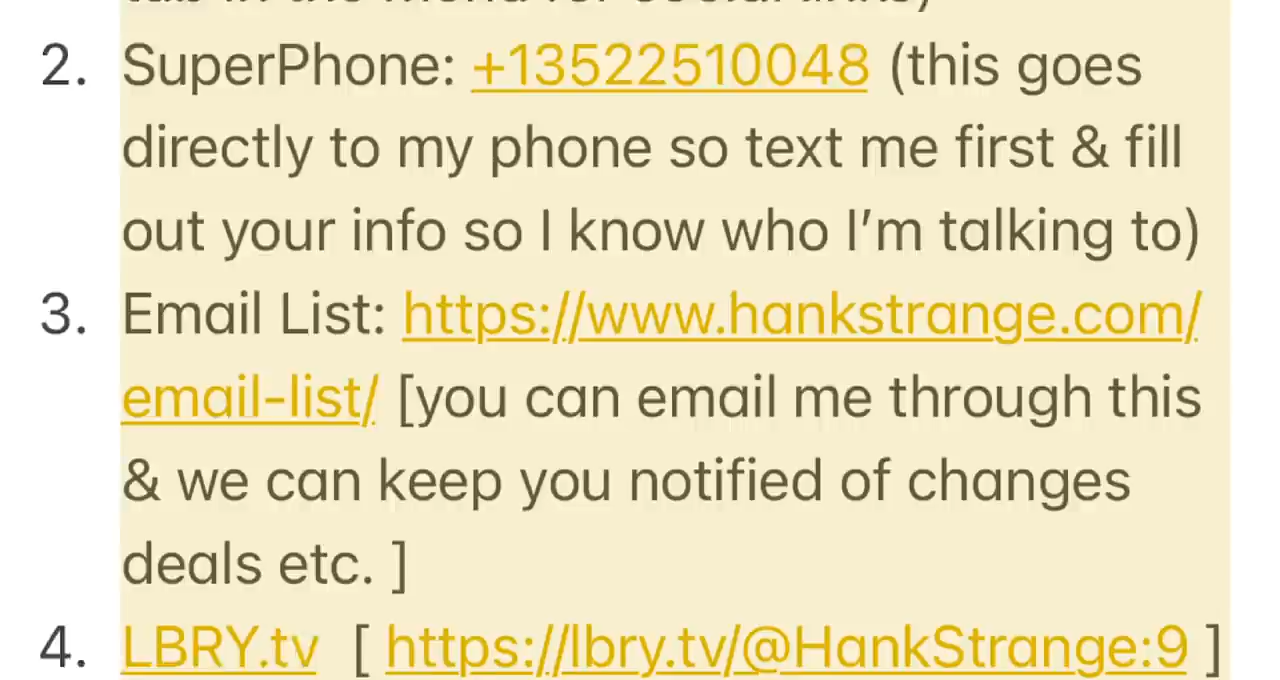 2. SuperPhone: +13522510048 (this goes
directly to my phone so text me first & fill
out your info so I know who I’m talking to)
3. Email List: https://www.hankstrange.com/
email-list/ [you can email me through this
& we can keep you notified of changes
deals etc. ]
4. LBRY.tv [ https://lbry.tv/@HankStrange:9 ]